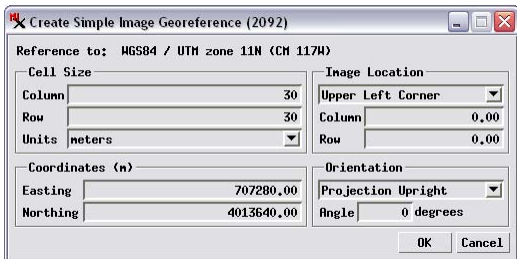 Create Simple Image Georeference (2092)
Reference to: WGS84 / UTM zone 11N (CM 117W)
Cell Size
Column 30
Row 30
Units meters
Image Location
Upper Left Corner
Column 0.00
Row 0.00
Coordinates (m)
Easting 707280.00
Northing 4013640.00
Orientation
Projection Upright
Angle 0 degrees
OK Cancel